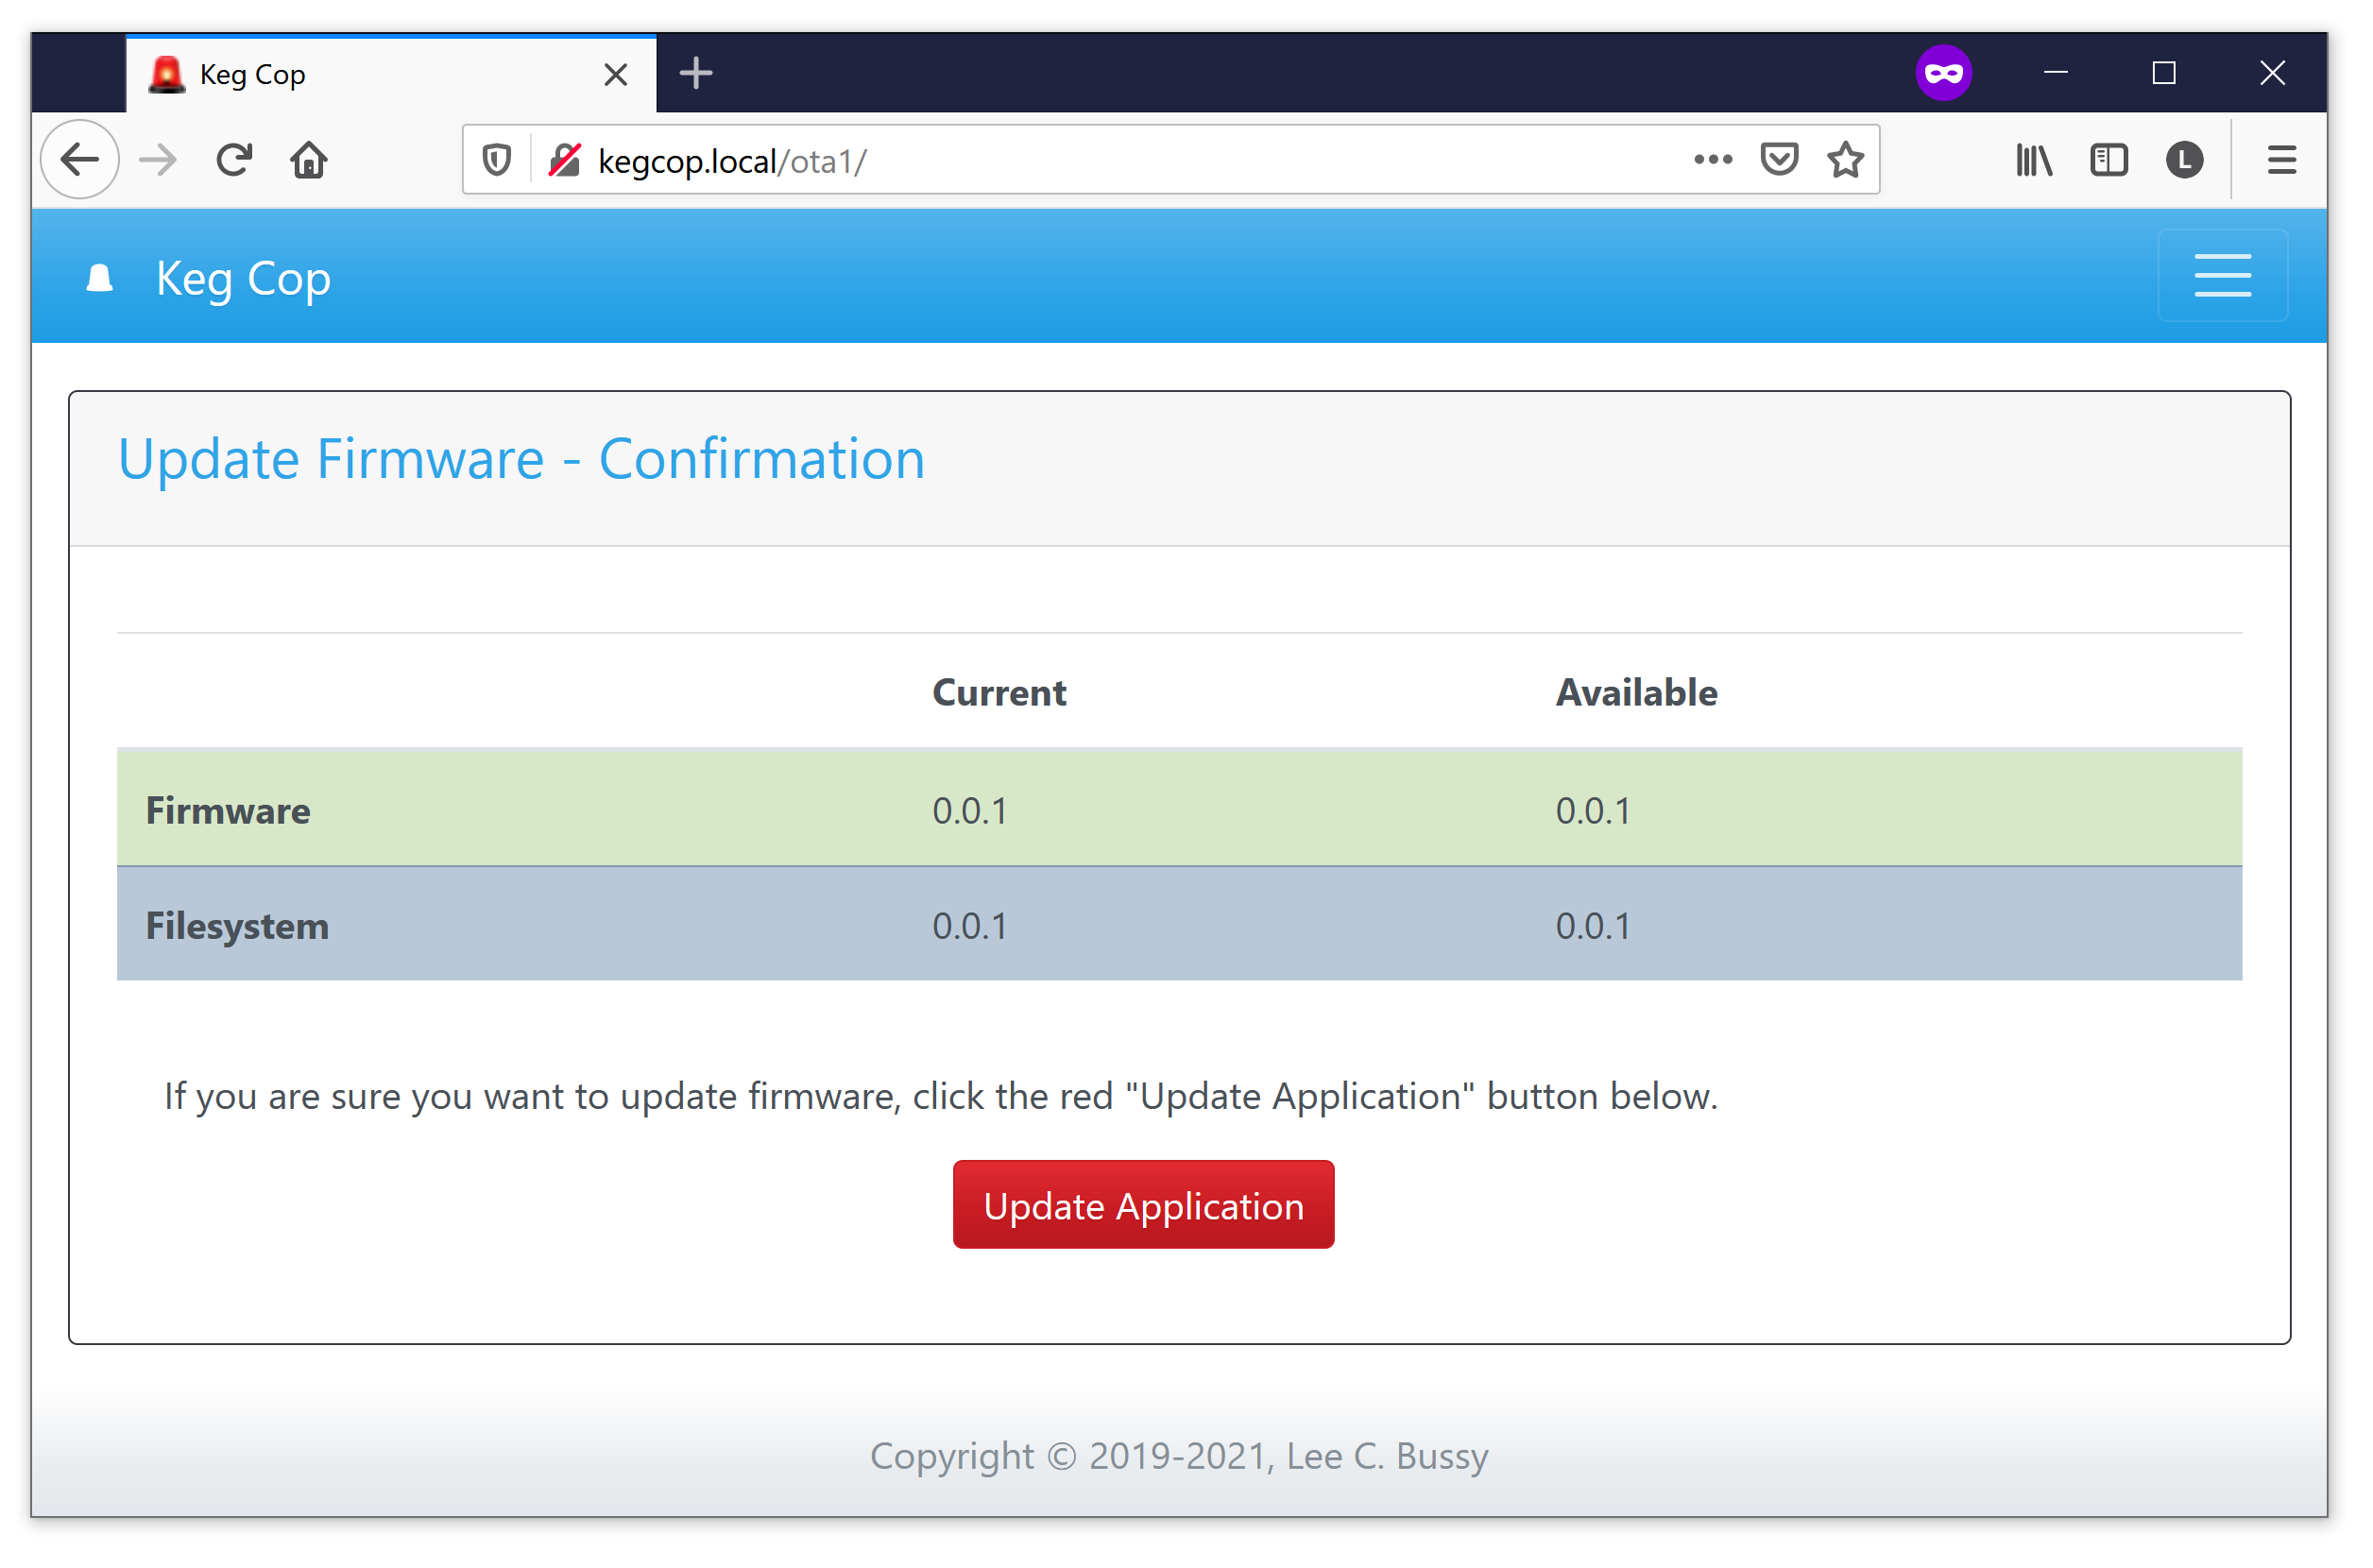 Keg Cop
kegcop.local/ota1/
L
Keg Cop
Update Firmware - Confirmation
Current Available
Firmware 0.0.1 0.0.1
Filesystem 0.0.1 0.0.1
If you are sure you want to update firmware, click the red "Update Application" button below.
Update Application
Copyright © 2019-2021, Lee C. Bussy